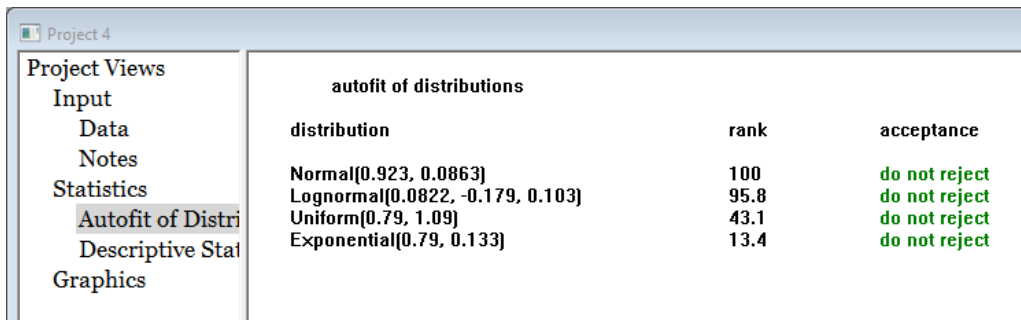 Project 4
Project Views
Input
Data
Notes
Statistics
Autofit of Distri
Descriptive Stat
Graphics
autofit of distributions
distribution rank acceptance
Normal(0.923, 0.0863) 100 do not reject
Lognormal(0.0822, -0.179, 0.103) 95.8 do not reject
Uniform(0.79, 1.09) 43.1 do not reject
Exponential(0.79, 0.133) 13.4 do not reject